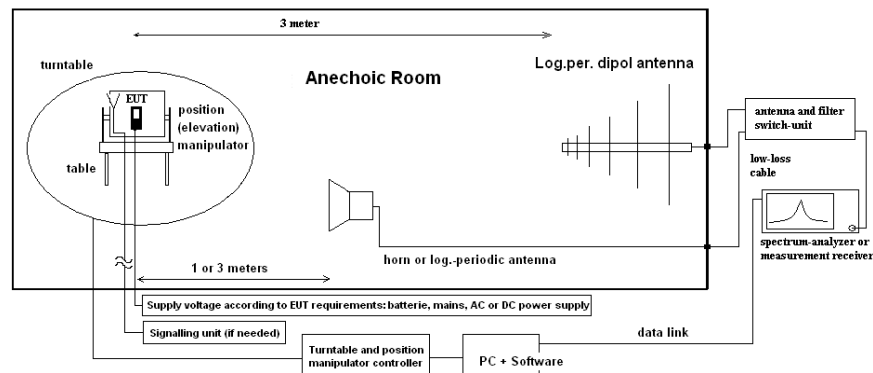 3 meter
turntable
Anechoic Room
Log.per. dipol antenna
EUT
position
(elevation)
manipulator
table
antenna and filter
switch-unit
low-loss
cable
spectrum-analyzer or
measurement receiver
horn or log.-periodic antenna
1 or 3 meters
Supply voltage according to EUT requirements: batterie, mains, AC or DC power supply
Signalling unit (if needed)
data link
Turntable and position
manipulator controller
PC + Software